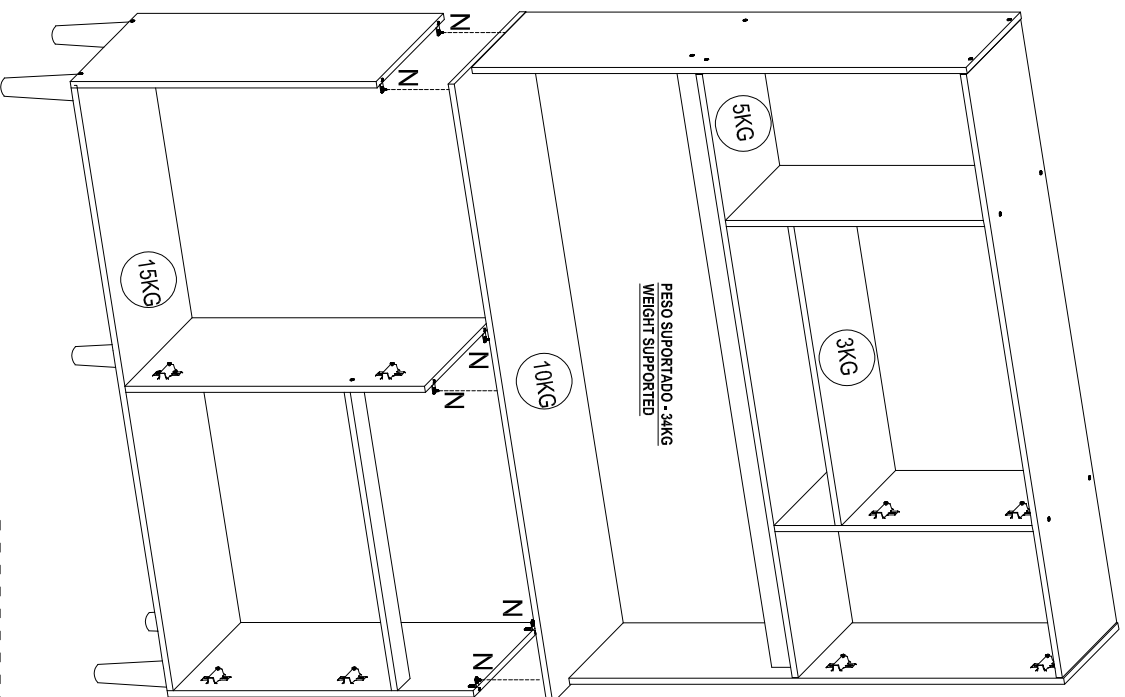 N
N
5KG
3KG
PESO SUPORTADO - 34KG
WEIGHT SUPPORTED
15KG
10KG
N
N
N
N